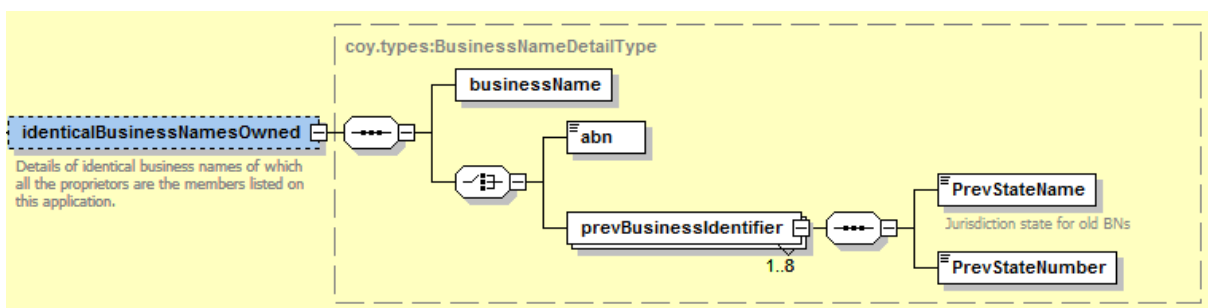 coy.types:BusinessNameDetailType
businessName
identicalBusinessNamesOwned
Details of identical business names of which
all the proprietors are the members listed on
this application.
abn
prevBusinessIdentifier
1..8
PrevStateName
Jurisdiction state for old BNs
PrevStateNumber